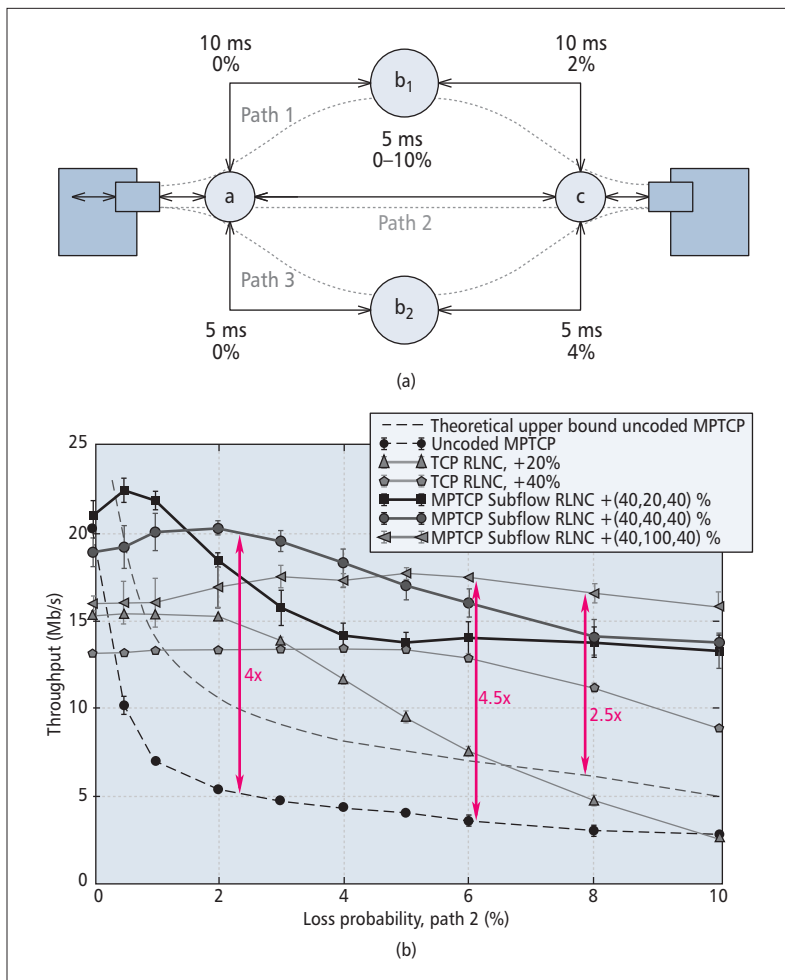 10 ms
0%
10 ms
2%
b1
Path 1
5 ms
0–10%
a
c
Path 2
Path 3
b2
5 ms
0%
5 ms
4%
(a)
Theoretical upper bound uncoded MPTCP
Uncoded MPTCP
TCP RLNC, +20%
TCP RLNC, +40%
MPTCP Subflow RLNC +(40,20,40) %
MPTCP Subflow RLNC +(40,40,40) %
MPTCP Subflow RLNC +(40,100,40) %
25
20
15
10
5
0
Throughput (Mb/s)
4x
4.5x
2.5x
0 2 4 6 8 10
Loss probability, path 2 (%)
(b)